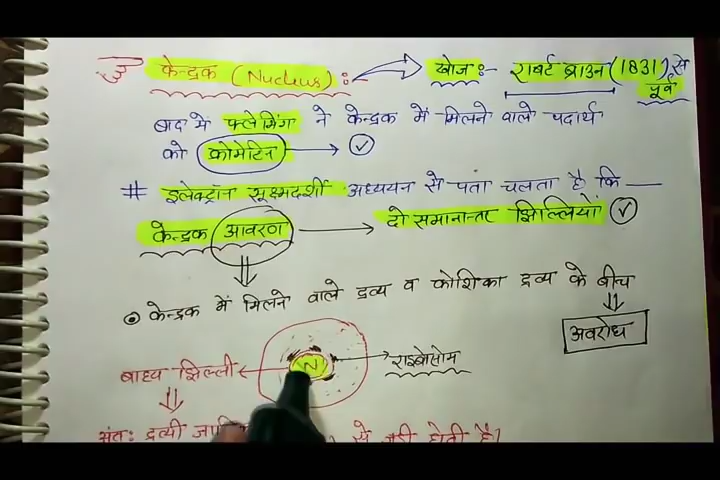 केन्द्रक (Nucleus) :- खोज :- राबर्ट ब्राउन (1831) से पूर्व
बाद में फ्लेमिंग ने केन्द्रक में मिलने वाले पदार्थ
को क्रोमेटिन
# इलेक्ट्रॉन सूक्ष्मदर्शी अध्ययन से पता चलता है कि —
केन्द्रक आवरण दो समानान्तर झिल्लियों
केन्द्रक में मिलने वाले द्रव्य व कोशिका द्रव्य के बीच
अवरोध
N
बाह्य झिल्ली राइबोसोम
अंतः द्रव्यी से जुड़ी होती है।